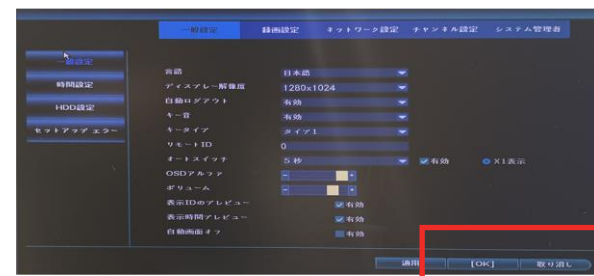 一般設定 録画設定 ネットワーク設定 チャンネル設定 システム管理者
一般設定
時間設定
HDD設定
セットアップ エラー
言語 日本語
ディスプレー解像度 1280x1024
自動ログアウト 有効
キー音 有効
キータイプ タイプ1
リモートID 0
オートスイッチ 5 秒 有効 X1表示
OSDアルファ
ボリューム
表示IDのプレビュー 有効
表示時間プレビュー 有効
自動画面オフ 有効
適用 [OK] 取り消し